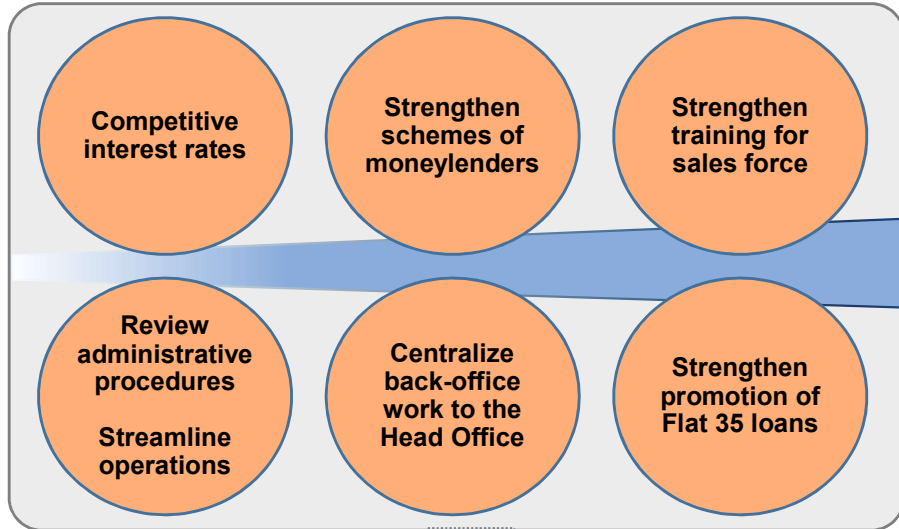 Competitive
interest rates
Strengthen
schemes of
moneylenders
Strengthen
training for
sales force
Review
administrative
procedures
Streamline
operations
Centralize
back-office
work to the
Head Office
Strengthen
promotion of
Flat 35 loans